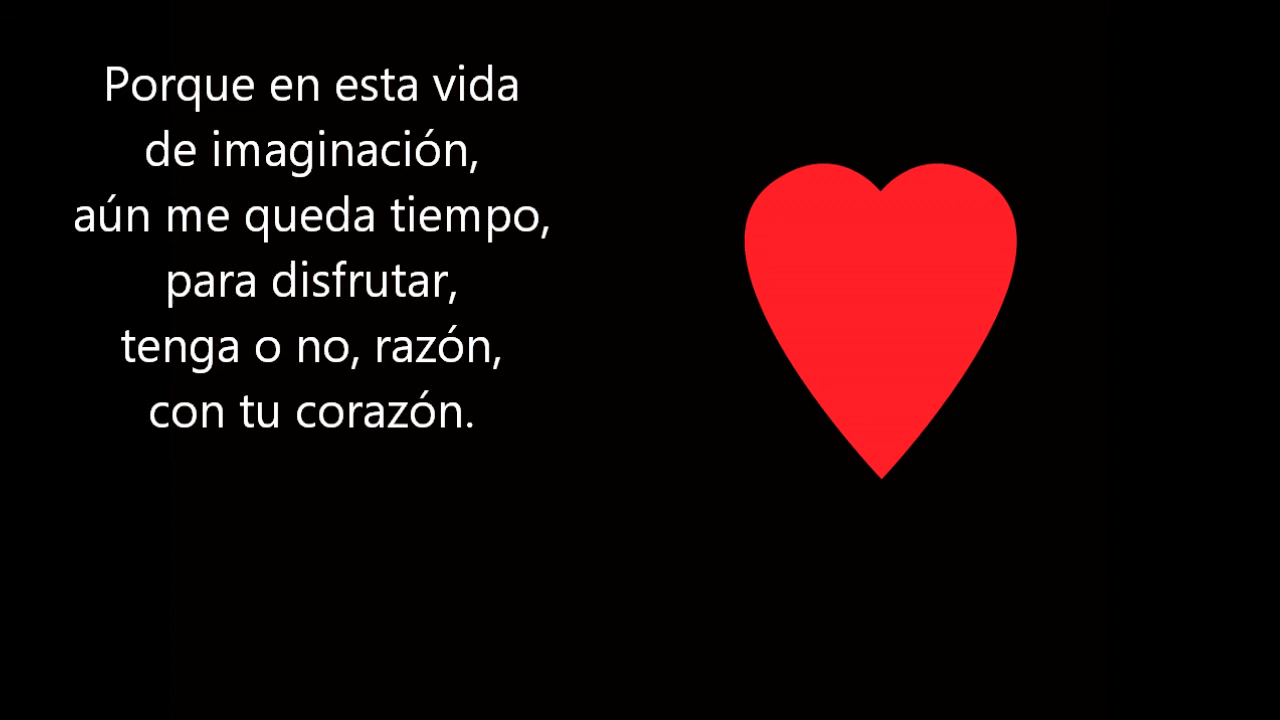 Porque en esta vida
de imaginación,
aún me queda tiempo,
para disfrutar,
tenga o no, razón,
con tu corazón.